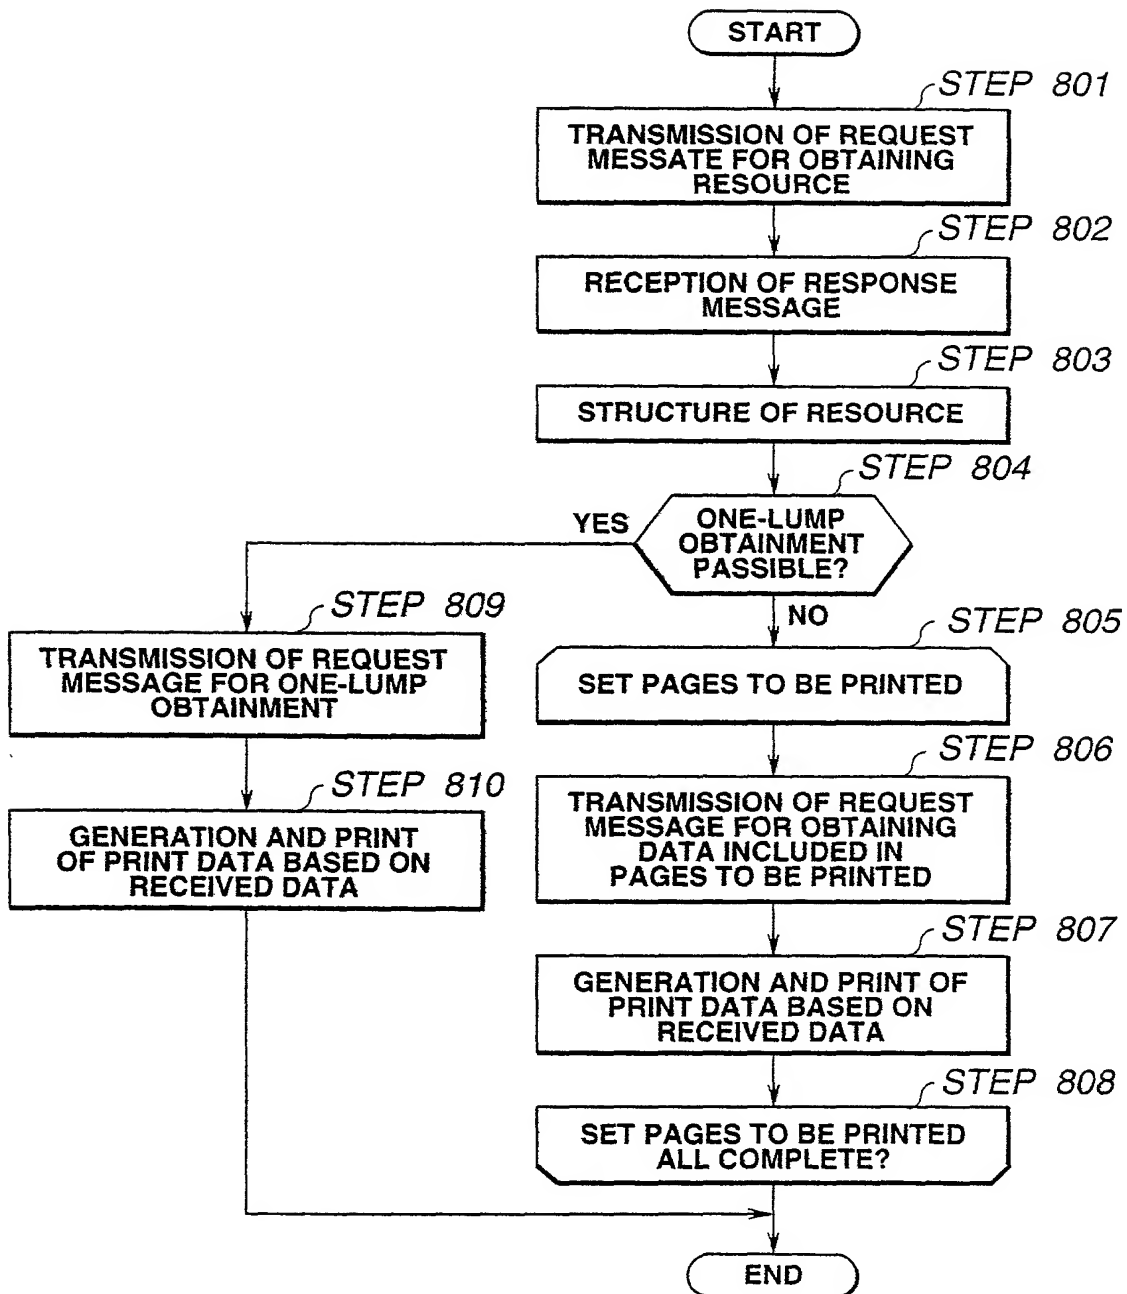 START
STEP 801
TRANSMISSION OF REQUEST
MESSATE FOR OBTAINING
RESOURCE
STEP 802
RECEPTION OF RESPONSE
MESSAGE
STEP 803
STRUCTURE OF RESOURCE
STEP 804
ONE-LUMP
OBTAINMENT
PASSIBLE?
YES
NO
STEP 809
TRANSMISSION OF REQUEST
MESSAGE FOR ONE-LUMP
OBTAINMENT
STEP 810
GENERATION AND PRINT
OF PRINT DATA BASED ON
RECEIVED DATA
STEP 805
SET PAGES TO BE PRINTED
STEP 806
TRANSMISSION OF REQUEST
MESSAGE FOR OBTAINING
DATA INCLUDED IN
PAGES TO BE PRINTED
STEP 807
GENERATION AND PRINT OF
PRINT DATA BASED ON
RECEIVED DATA
STEP 808
SET PAGES TO BE PRINTED
ALL COMPLETE?
END